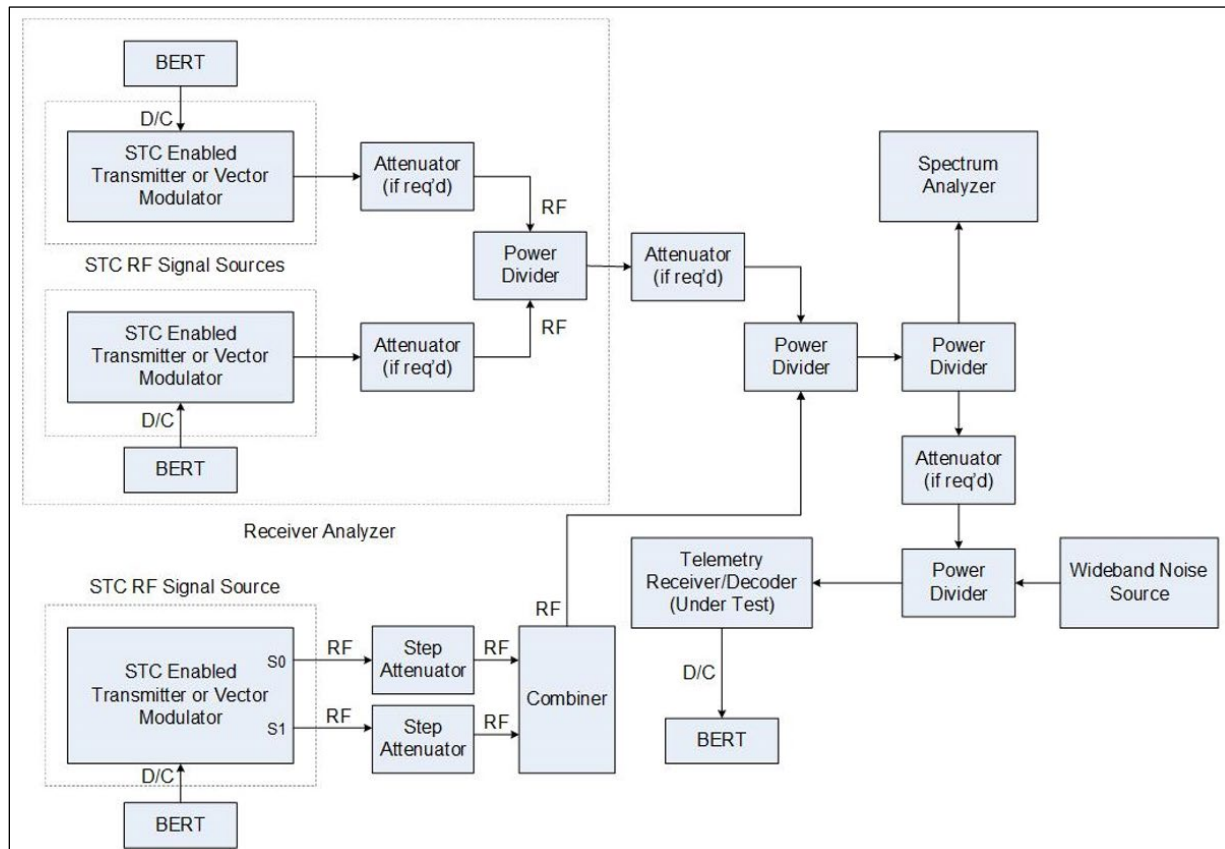 BERT
D/C
STC Enabled
Transmitter or Vector
Modulator
Attenuator
(if req'd)
RF
STC RF Signal Sources
Power
Divider
Attenuator
(if req'd)
Spectrum
Analyzer
STC Enabled
Transmitter or Vector
Modulator
Attenuator
(if req'd)
RF
D/C
BERT
Power
Divider
Power
Divider
Attenuator
(if req'd)
Receiver Analyzer
STC RF Signal Source
STC Enabled
Transmitter or Vector
Modulator
S0
S1
RF
RF
Step
Attenuator
Step
Attenuator
RF
RF
Combiner
RF
Telemetry
Receiver/Decoder
(Under Test)
Power
Divider
Wideband Noise
Source
D/C
BERT
D/C
BERT